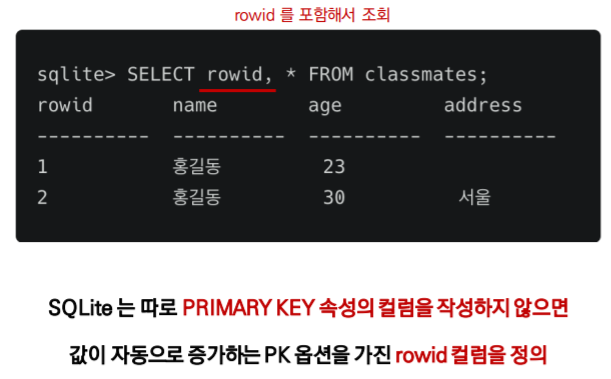 rowid 를 포함해서 조회
sqlite> SELECT rowid, * FROM classmates;
rowid name age address
---------- ---------- ---------- ----------
1 홍길동 23
2 홍길동 30 서울
SQLite 는 따로 PRIMARY KEY 속성의 컬럼을 작성하지 않으면
값이 자동으로 증가하는 PK 옵션을 가진 rowid 컬럼을 정의